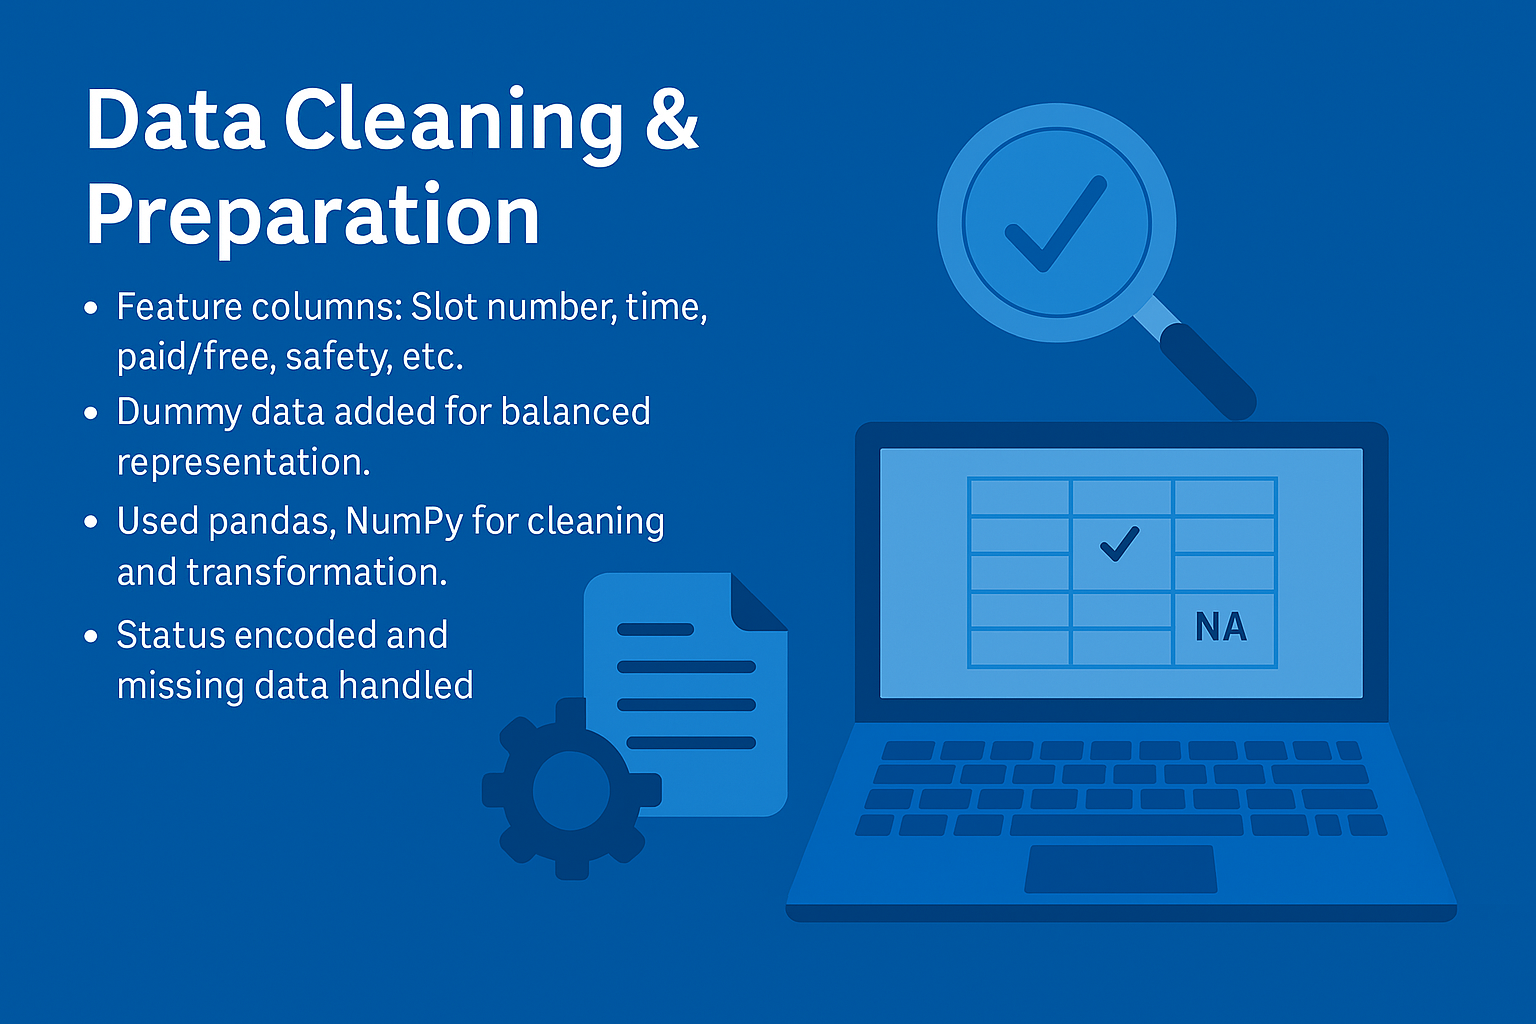 Data Cleaning &
Preparation
• Feature columns: Slot number, time,
paid/free, safety, etc.
• Dummy data added for balanced
representation.
• Used pandas, NumPy for cleaning
and transformation.
• Status encoded and
missing data handled
NA